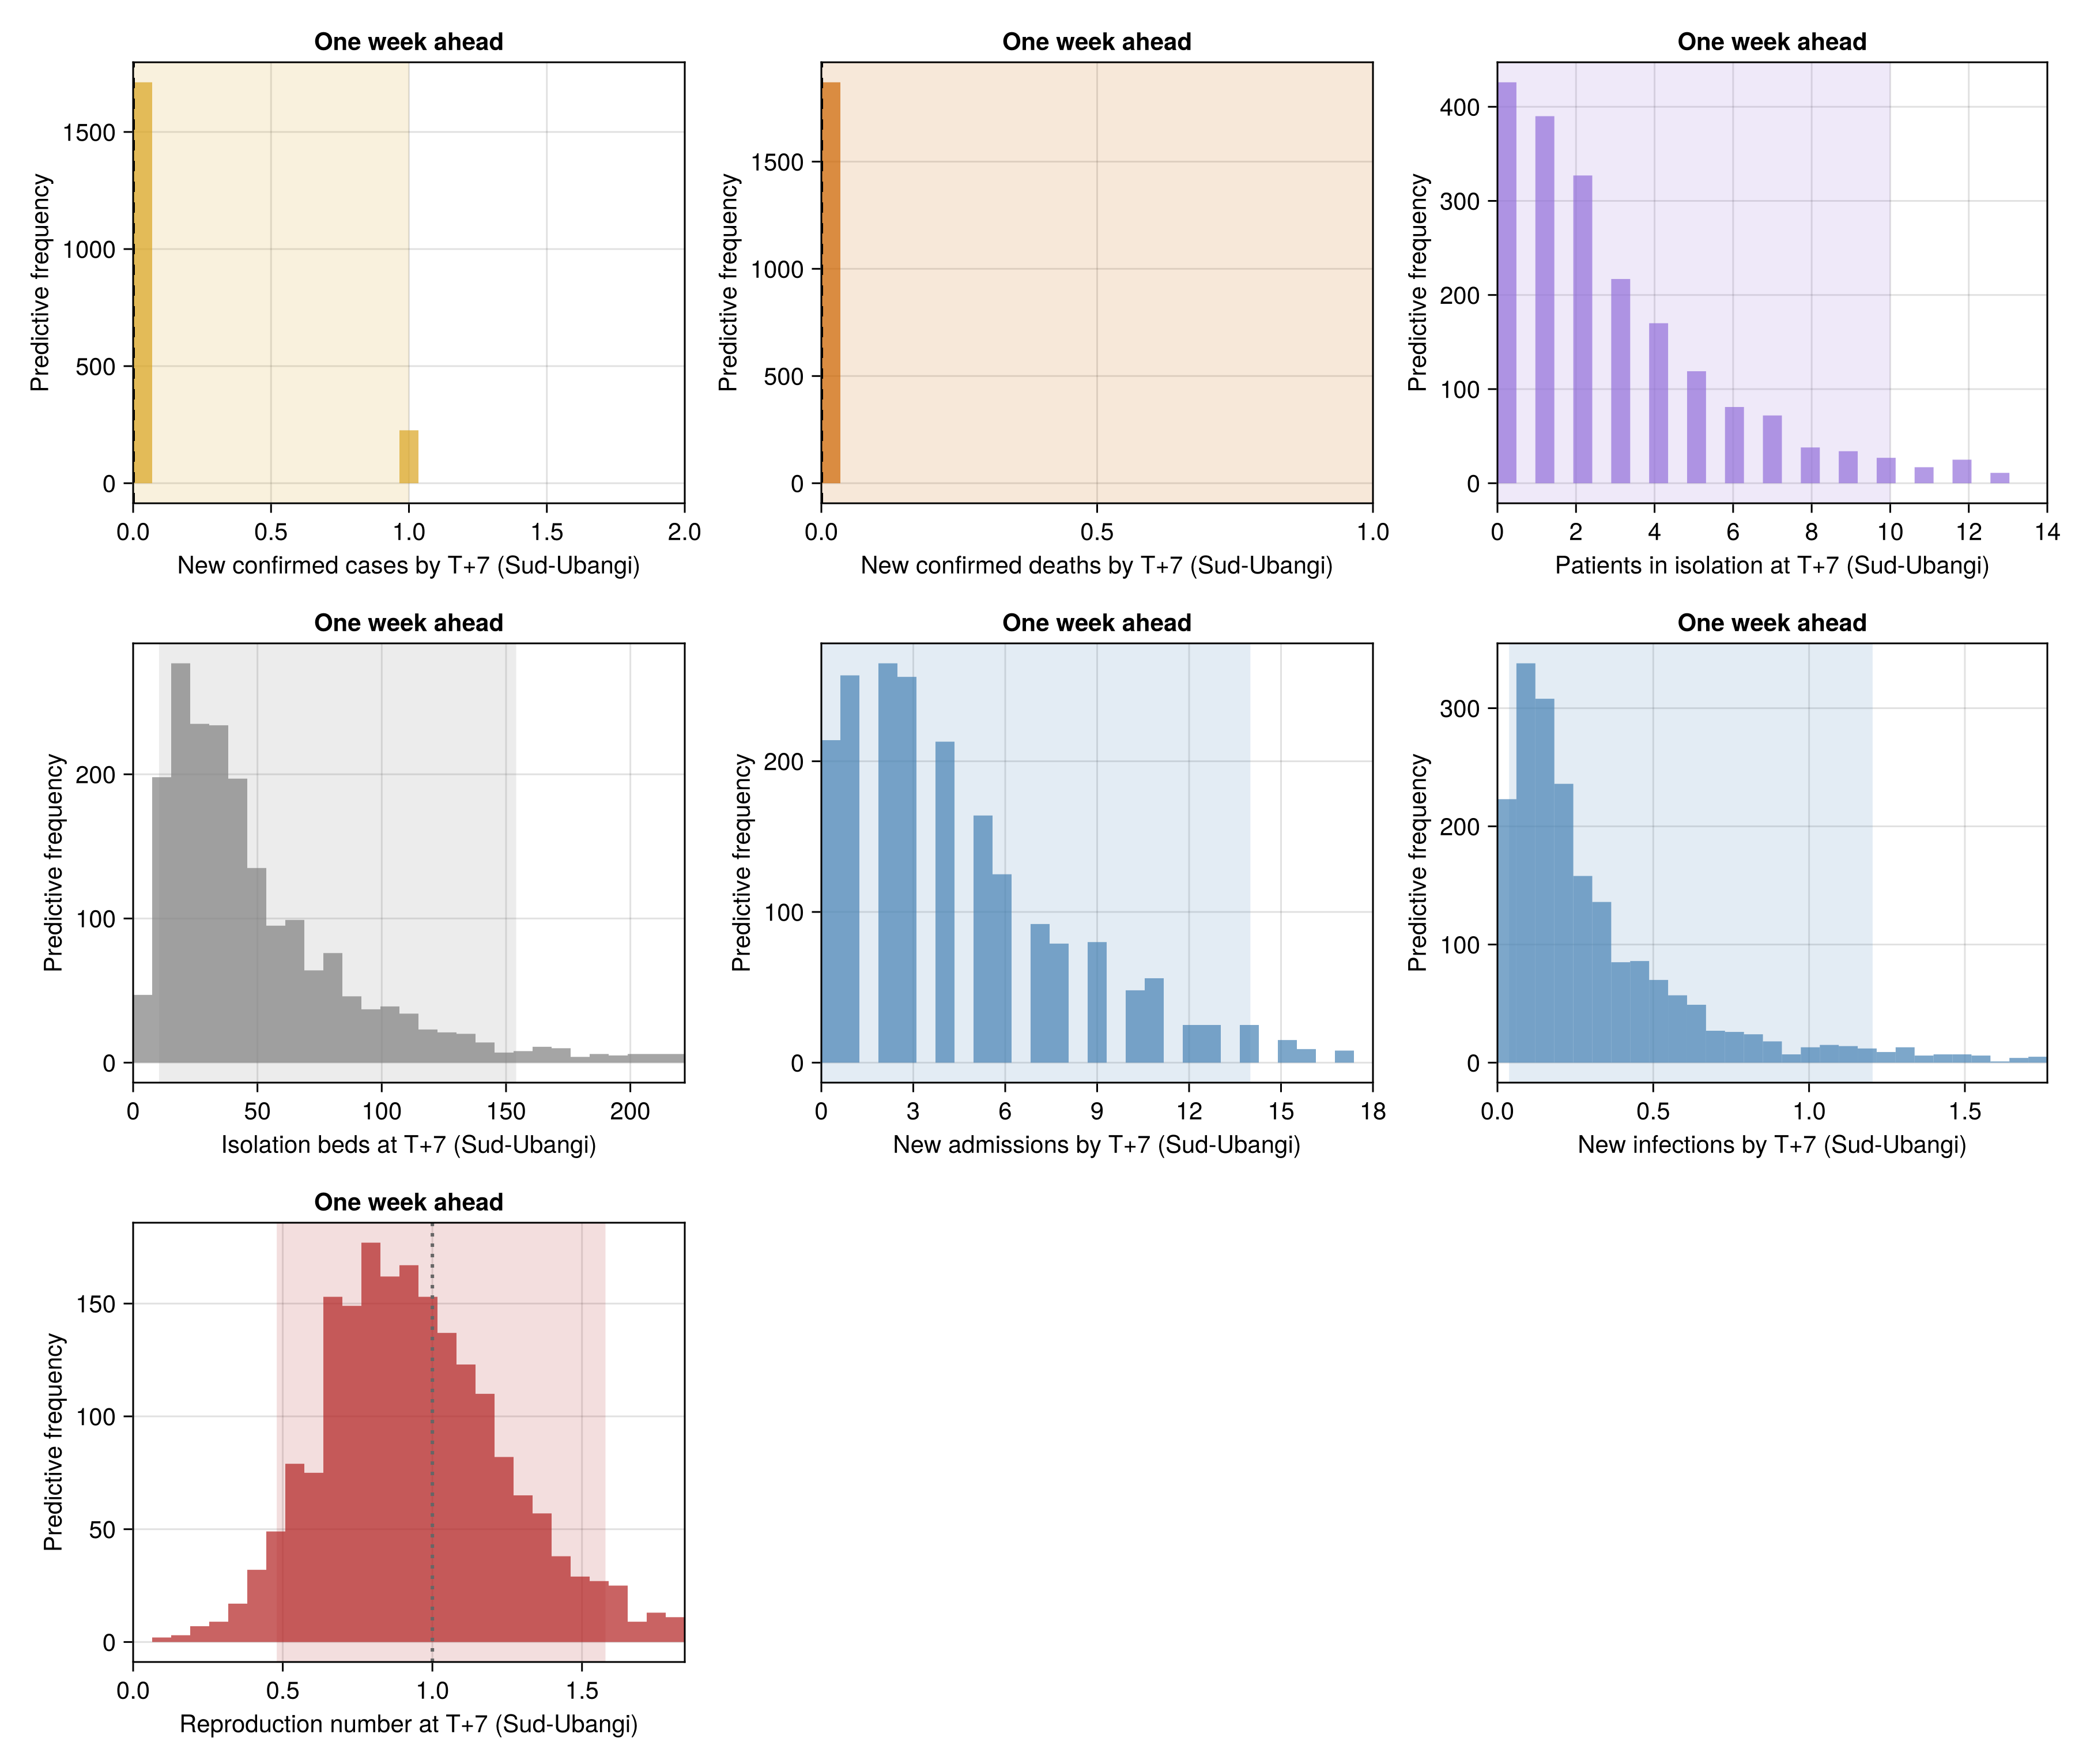 One week ahead
One week ahead
One week ahead
Predictive frequency
1500
1000
500
0
0.0 0.5 1.0 1.5 2.0
New confirmed cases by T+7 (Sud-Ubangi)
Predictive frequency
1500
1000
500
0
0.0 0.5 1.0
New confirmed deaths by T+7 (Sud-Ubangi)
Predictive frequency
400
300
200
100
0
0 2 4 6 8 10 12 14
Patients in isolation at T+7 (Sud-Ubangi)
One week ahead
One week ahead
One week ahead
Predictive frequency
200
100
0
0 50 100 150 200
Isolation beds at T+7 (Sud-Ubangi)
Predictive frequency
200
100
0
0 3 6 9 12 15 18
New admissions by T+7 (Sud-Ubangi)
Predictive frequency
300
200
100
0
0.0 0.5 1.0 1.5
New infections by T+7 (Sud-Ubangi)
One week ahead
Predictive frequency
150
100
50
0
0.0 0.5 1.0 1.5
Reproduction number at T+7 (Sud-Ubangi)